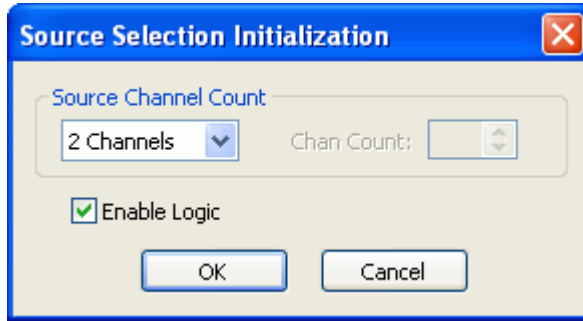 Source Selection Initialization
Source Channel Count
2 Channels Chan Count:
Enable Logic
OK Cancel